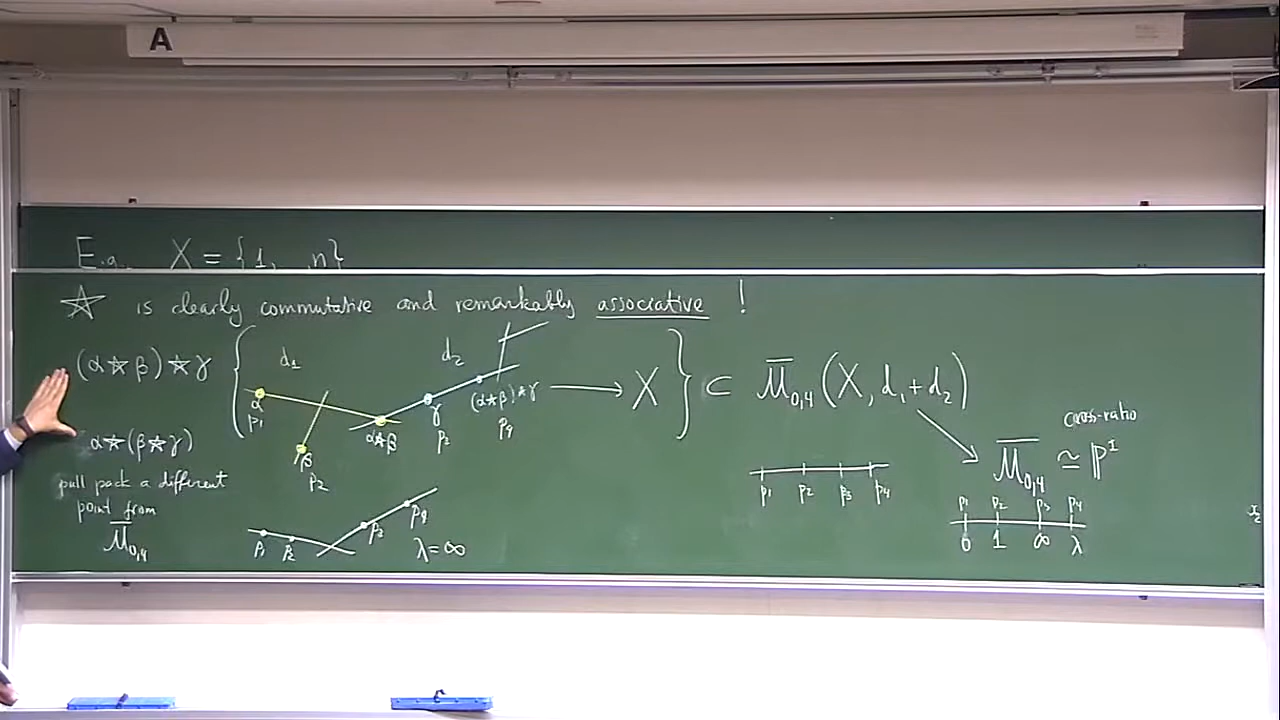 A
E.g. X = {1, n}
☆ is clearly commutative and remarkably associative !
(α☆β)☆γ { d₁ d₂ ⟶ X } ⊂ M̄₀,₄(X, d₁+d₂)
α p₁ α☆β γ (α☆β)☆γ p₄
β p₂
cross-ratio
M̄₀,₄ ≃ P¹
α☆(β☆γ)
pull pack a different
point from
M̄₀,₄
p₁ p₂ p₄ λ=∞
p₁ p₂ p₃ p₄
p₁ p₂ p₃ p₄
0 1 ∞ λ